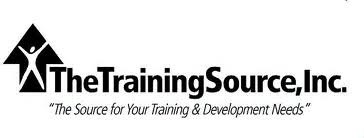 TheTrainingSource,Inc.
"The Source for Your Training & Development Needs"